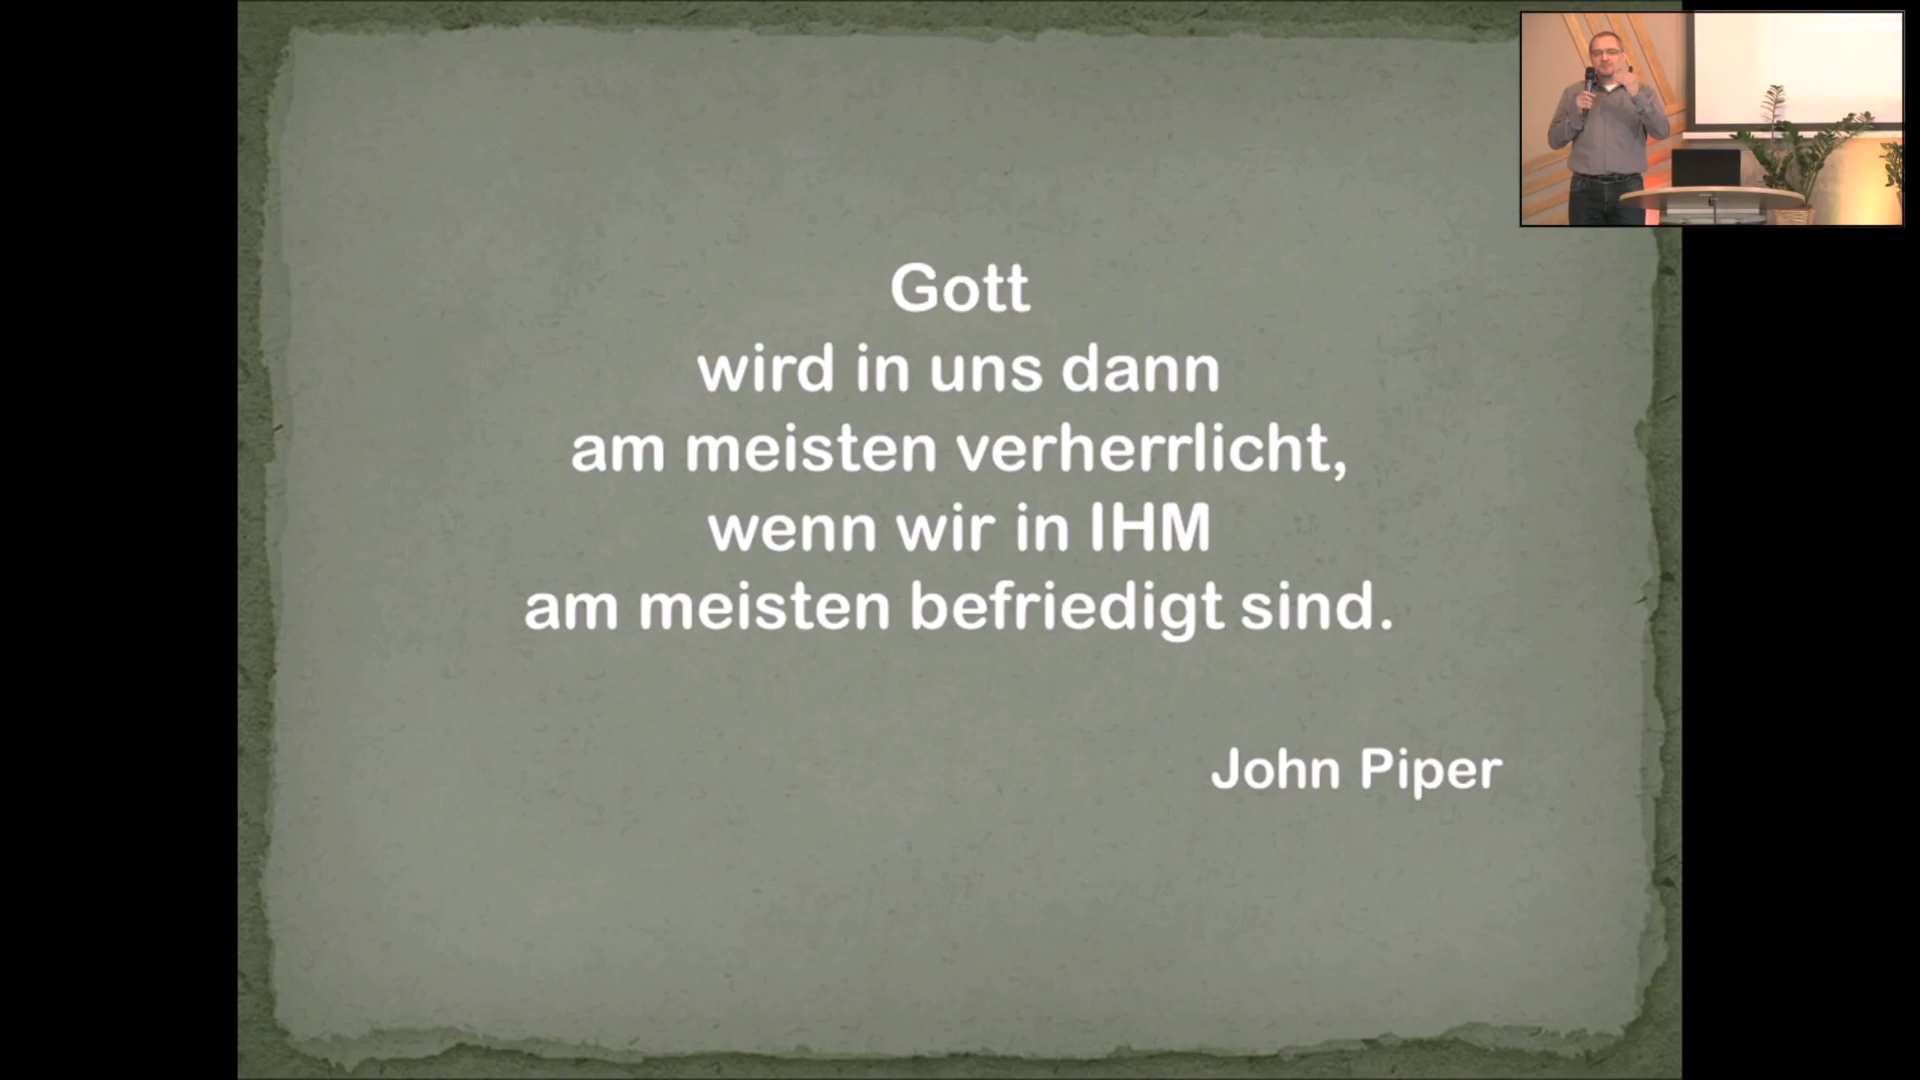 Gott
wird in uns dann
am meisten verherrlicht,
wenn wir in IHM
am meisten befriedigt sind.
John Piper